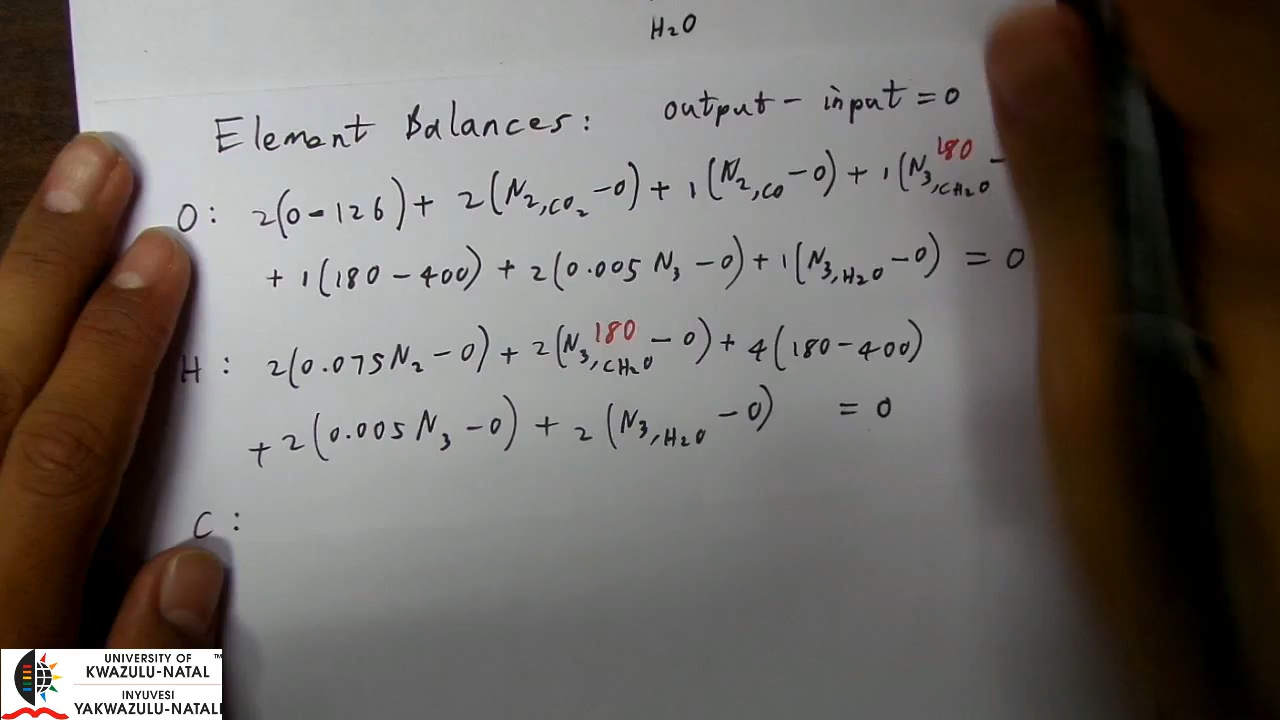 H₂O
Element Balances: output - input = 0
O: 2(0-126) + 2(N₂,CO₂ -0) + 1(N₂,CO -0) + 1(N₃,CH₂O 180 -
+ 1(180 - 400) + 2(0.005 N₃ -0) + 1(N₃,H₂O -0) = 0
H: 2(0.075N₂ -0) + 2(N₃,CH₂O 180 -0) + 4(180 - 400)
+ 2(0.005 N₃ -0) + 2(N₃,H₂O -0) = 0
C:
UNIVERSITY OF ™
KWAZULU-NATAL
INYUVESI
YAKWAZULU-NATALI